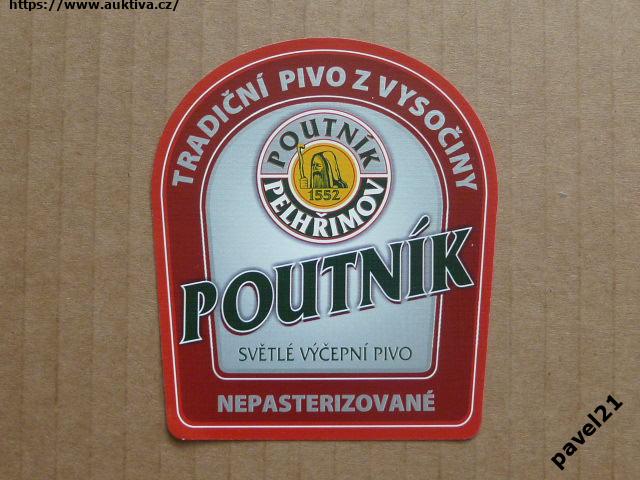 https://www.auktiva.cz/
TRADIČNÍ PIVO Z VYSOČINY
POUTNÍK
1552
PELHŘIMOV
POUTNÍK
SVĚTLÉ VÝČEPNÍ PIVO
NEPASTERIZOVANÉ
pavel21